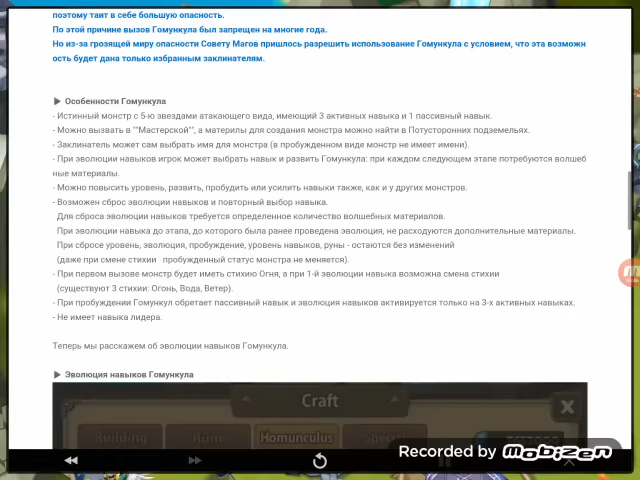 поэтому таит в себе большую опасность.
По этой причине вызов Гомункула был запрещен на многие года.
Но из-за грозящей миру опасности Совету Магов пришлось разрешить использование Гомункула с условием, что эта возможн
ость будет дана только избранным заклинателям.
▶ Особенности Гомункула
- Истинный монстр с 5-ю звездами атакающего вида, имеющий 3 активных навыка и 1 пассивный навык.
- Можно вызвать в ""Мастерской"", а материлы для создания монстра можно найти в Потусторонних подземельях.
- Заклинатель может сам выбрать имя для монстра (в пробужденном виде монстр не имеет имени).
- При эволюции навыков игрок может выбрать навык и развить Гомункула: при каждом следующем этапе потребуются волшеб
ные материалы.
- Можно повысить уровень, развить, пробудить или усилить навыки также, как и у других монстров.
- Возможен сброс эволюции навыков и повторный выбор навыка.
Для сброса эволюции навыков требуется определенное количество волшебных материалов.
При эволюции навыка до этапа, до которого была ранее проведена эволюция, не расходуются дополнительные материалы.
При сбросе уровень, эволюция, пробуждение, уровень навыков, руны - остаются без изменений
(даже при смене стихии пробужденный статус монстра не меняется).
- При первом вызове монстр будет иметь стихию Огня, а при 1-й эволюции навыка возможна смена стихии
(существуют 3 стихии: Огонь, Вода, Ветер).
- При пробуждении Гомункул обретает пассивный навык и эволюция навыков активируется только на 3-х активных навыках.
- Не имеет навыка лидера.
Теперь мы расскажем об эволюции навыков Гомункула.
▶ Эволюция навыков Гомункула
Craft
Building Rune Homunculus Special
Recorded by Mobizen